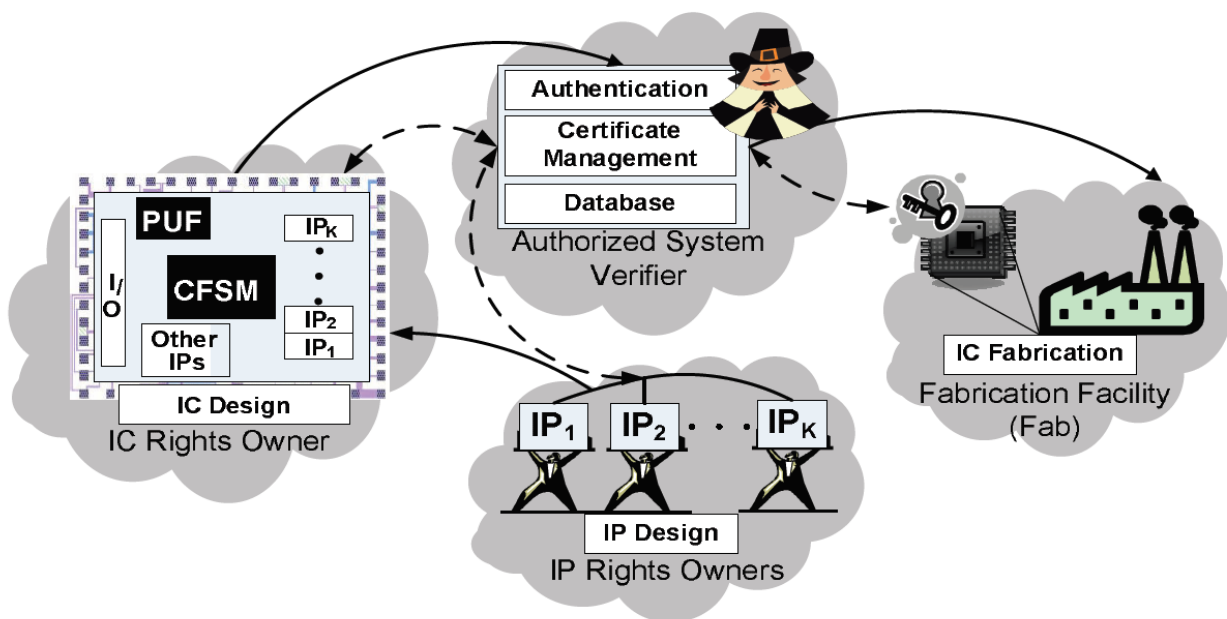 Authentication
Certificate
Management
Database
Authorized System
Verifier
PUF
IPK
CFSM
I/O
IP2
IP1
Other
IPs
IC Design
IC Rights Owner
IC Fabrication
Fabrication Facility
(Fab)
IP1
IP2
IPK
IP Design
IP Rights Owners